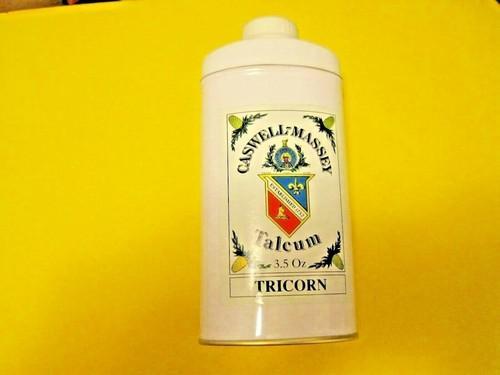 CASWELL-MASSEY
Talcum
3.5 Oz
TRICORN